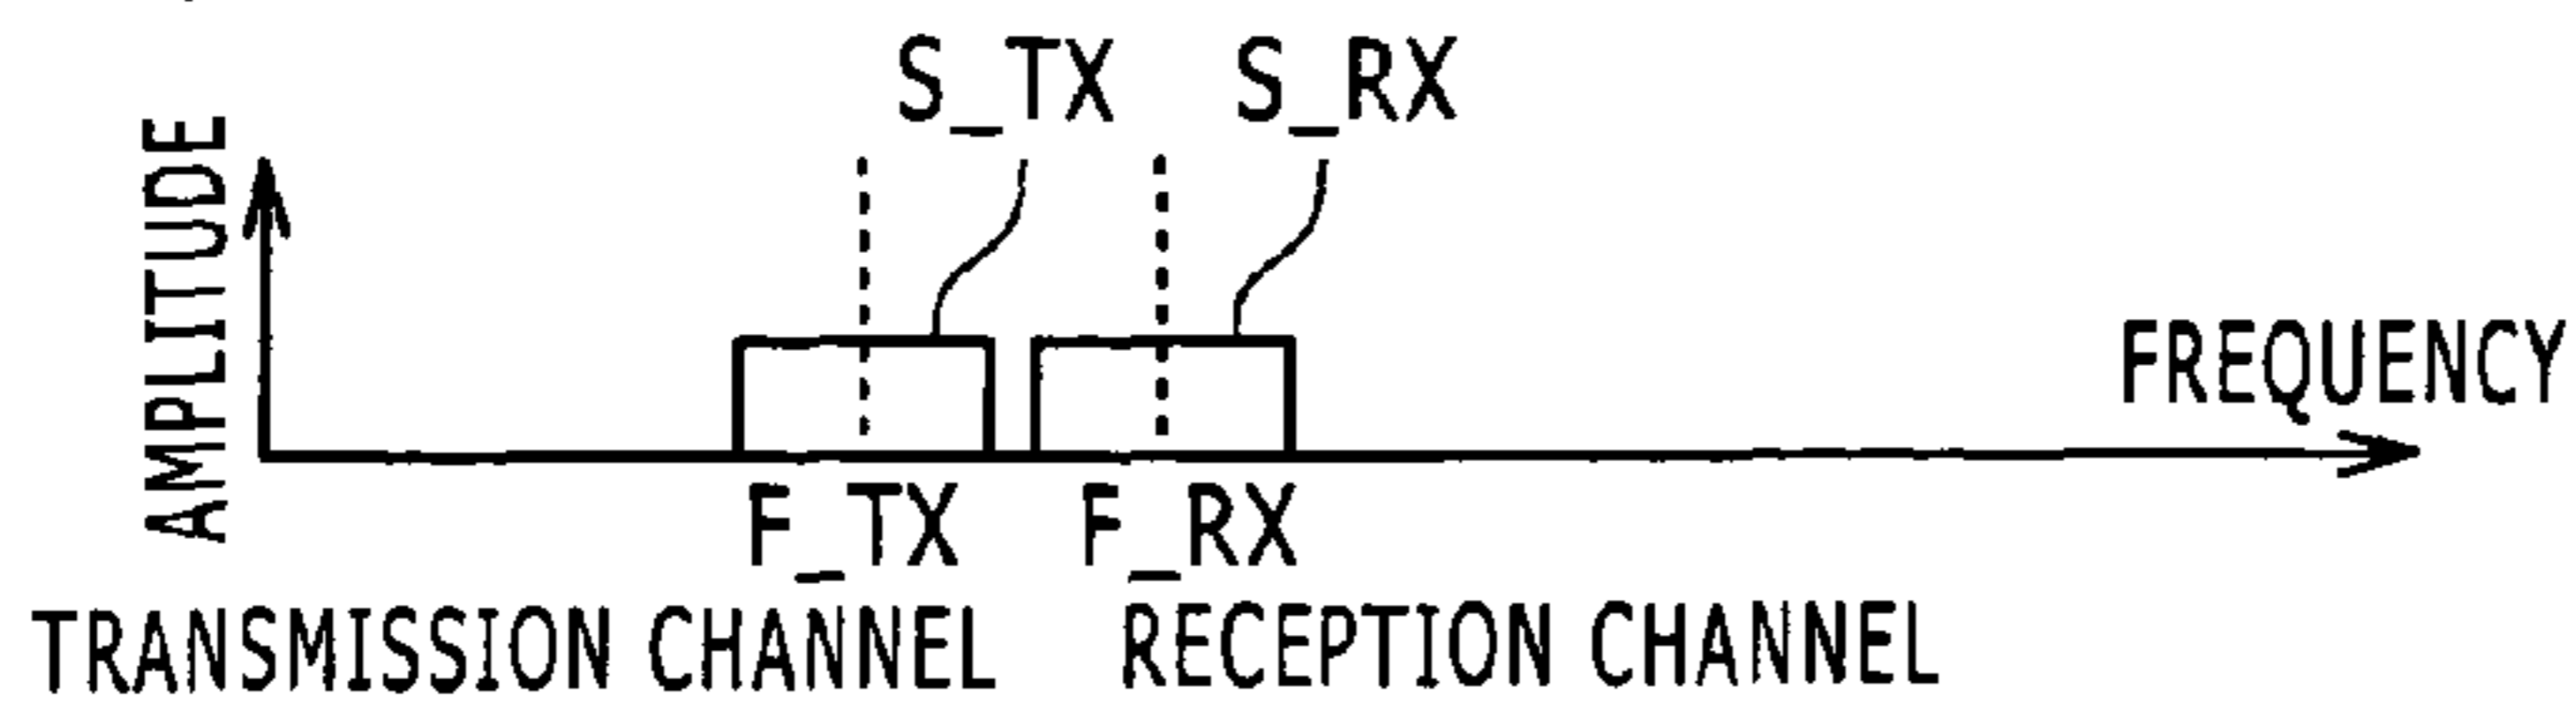 S_TX S_RX
AMPLITUDE
FREQUENCY
F_TX F_RX
TRANSMISSION CHANNEL RECEPTION CHANNEL